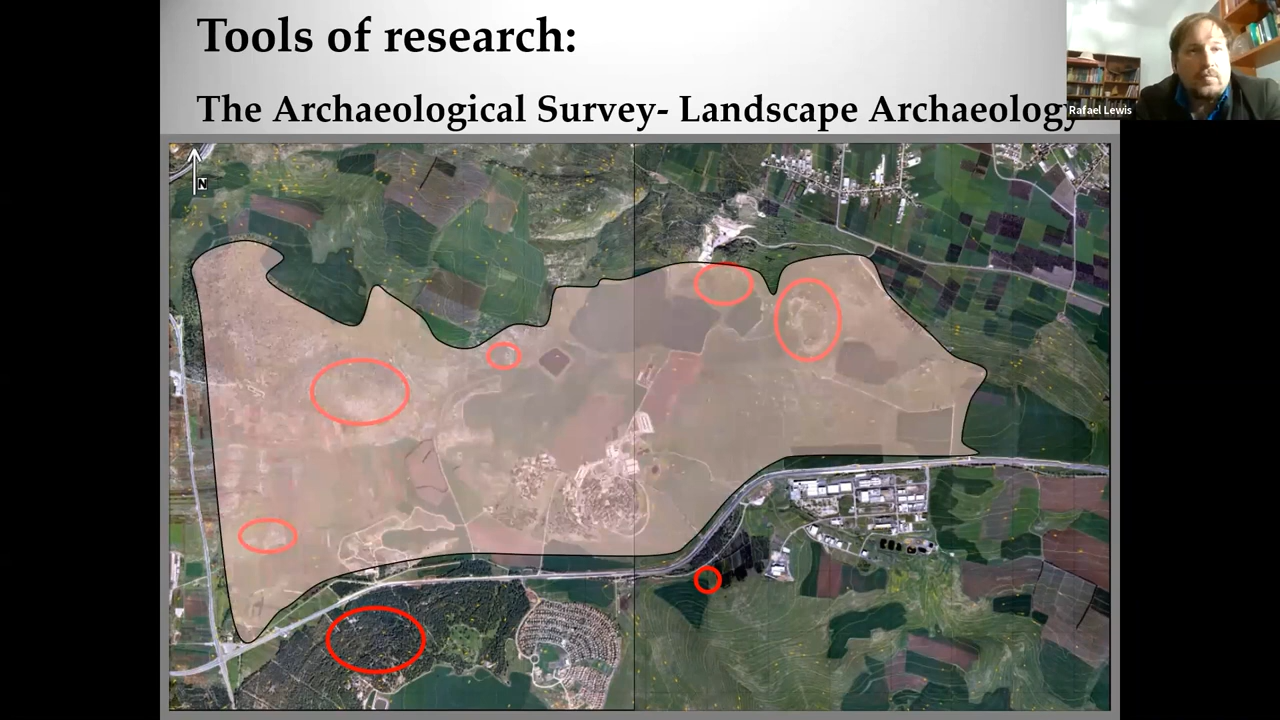 Tools of research:
The Archaeological Survey- Landscape Archaeology
Rafael Lewis
N